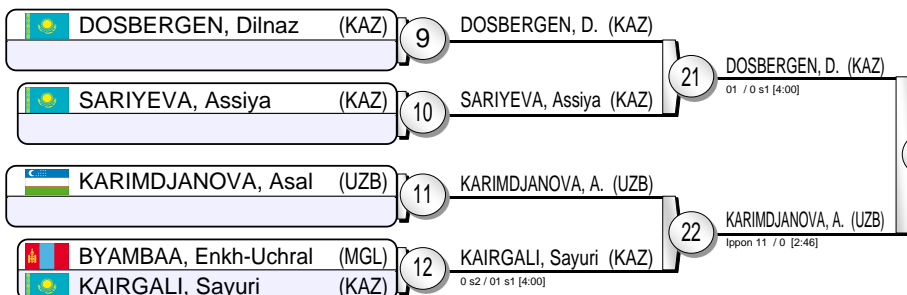 DOSBERGEN, Dilnaz (KAZ)
9
DOSBERGEN, D. (KAZ)
SARIYEVA, Assiya (KAZ)
10
SARIYEVA, Assiya (KAZ)
21
DOSBERGEN, D. (KAZ)
01 / 0 s1 [4:00]
KARIMDJANOVA, Asal (UZB)
11
KARIMDJANOVA, A. (UZB)
BYAMBAA, Enkh-Uchral (MGL)
KAIRGALI, Sayuri (KAZ)
12
KAIRGALI, Sayuri (KAZ)
0 s2 / 01 s1 [4:00]
22
KARIMDJANOVA, A. (UZB)
Ippon 11 / 0 [2:46]